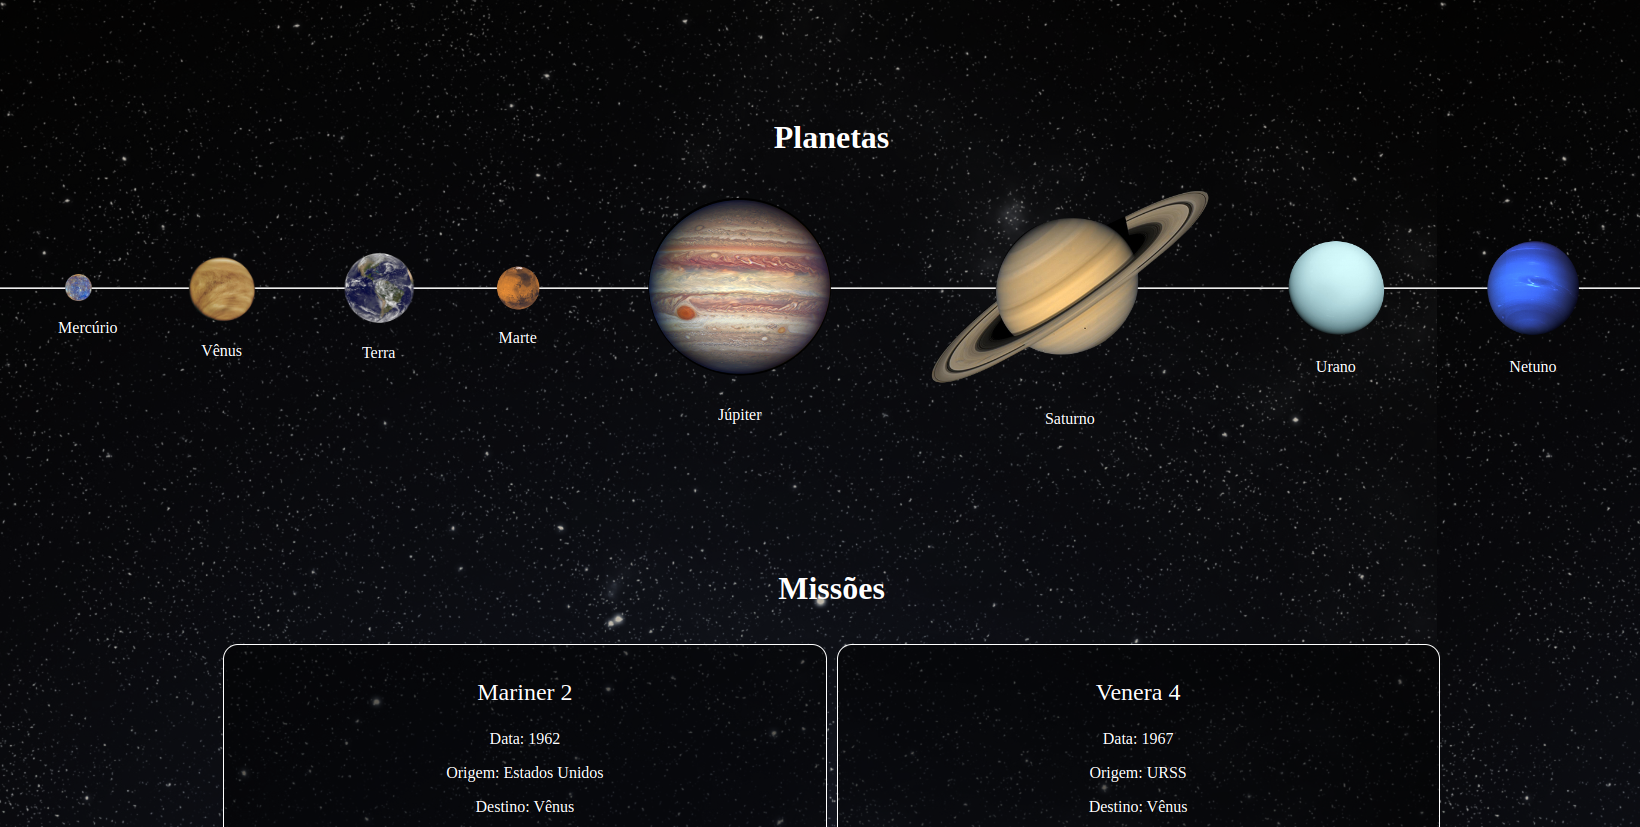 Planetas
Mercúrio
Vênus
Terra
Marte
Júpiter
Saturno
Urano
Netuno
Missões
Mariner 2
Data: 1962
Origem: Estados Unidos
Destino: Vênus
Venera 4
Data: 1967
Origem: URSS
Destino: Vênus